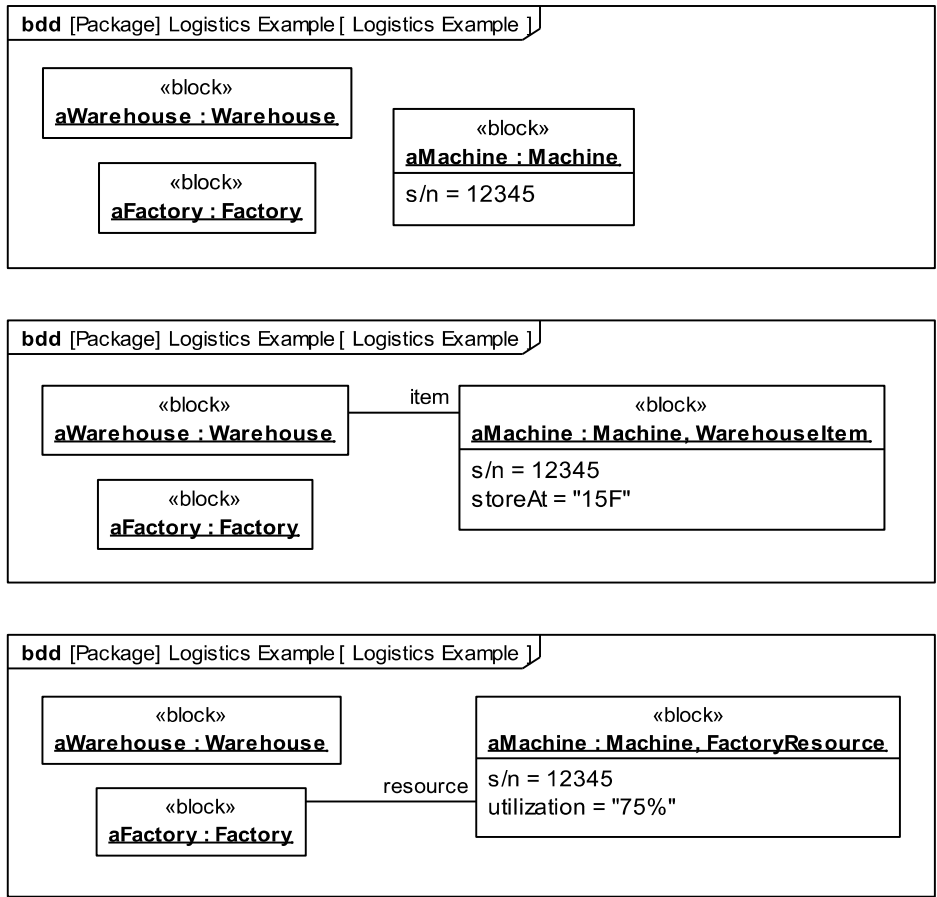 bdd [Package] Logistics Example [ Logistics Example ]
«block»
aWarehouse : Warehouse
«block»
aFactory : Factory
«block»
aMachine : Machine
s/n = 12345
bdd [Package] Logistics Example [ Logistics Example ]
«block»
aWarehouse : Warehouse
item
«block»
aMachine : Machine, WarehouseItem
s/n = 12345
storeAt = "15F"
«block»
aFactory : Factory
bdd [Package] Logistics Example [ Logistics Example ]
«block»
aWarehouse : Warehouse
«block»
aFactory : Factory
resource
«block»
aMachine : Machine, FactoryResource
s/n = 12345
utilization = "75%"